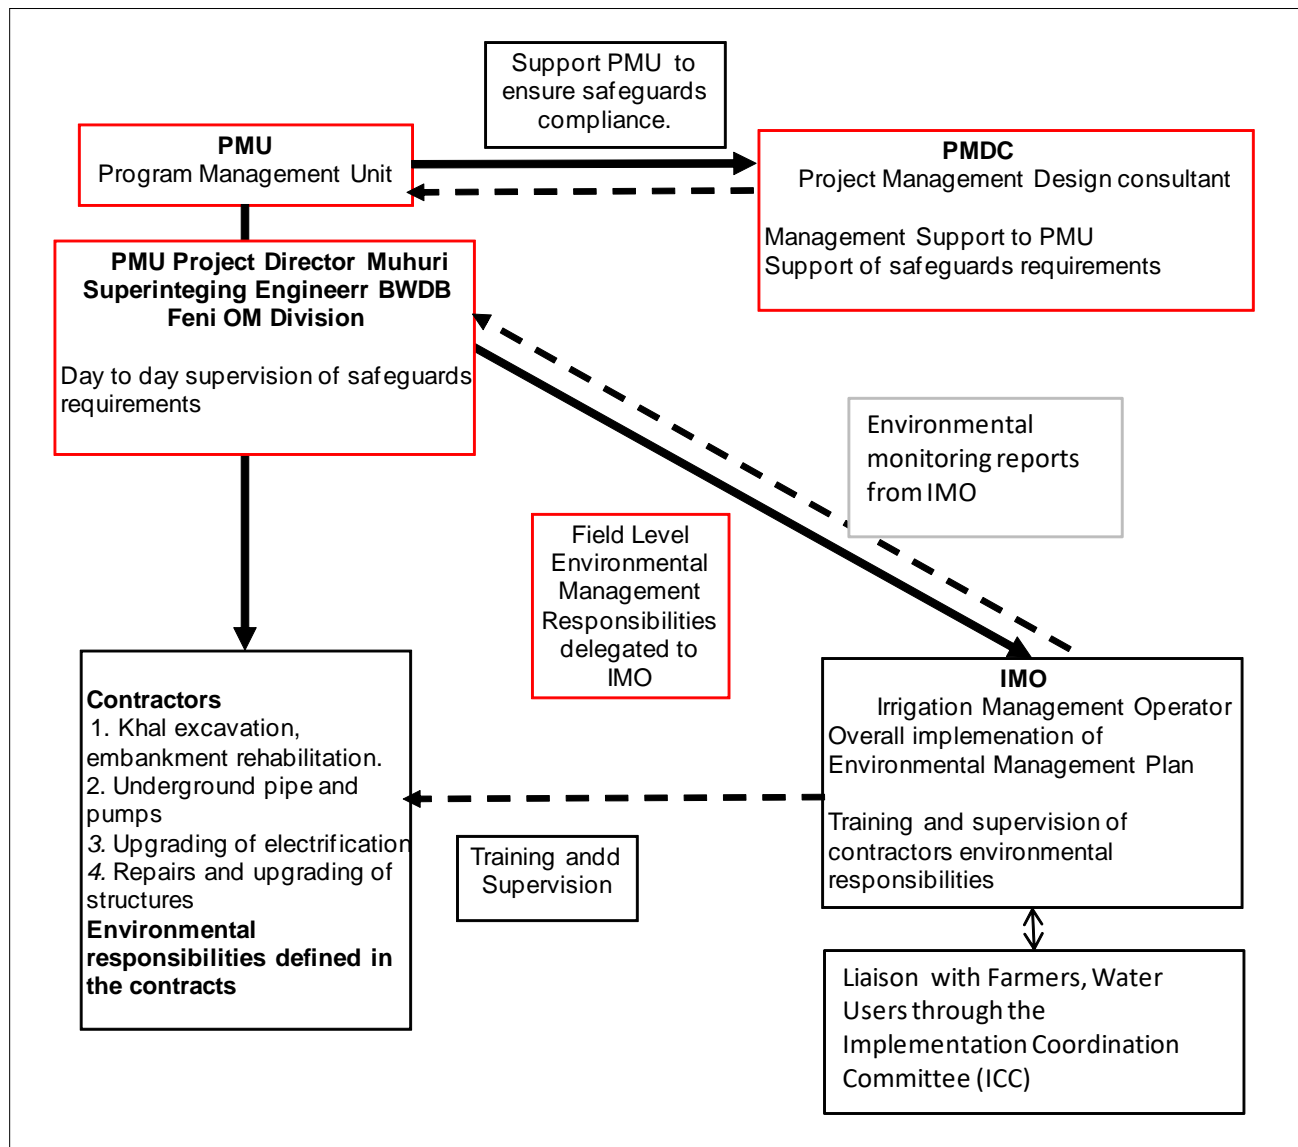 Support PMU to
ensure safeguards
compliance.
PMU
Program Management Unit
PMDC
Project Management Design consultant
Management Support to PMU
Support of safeguards requirements
PMU Project Director Muhuri
Superinteging Engineerr BWDB
Feni OM Division
Day to day supervision of safeguards
requirements
Environmental
monitoring reports
from IMO
Field Level
Environmental
Management
Responsibilities
delegated to
IMO
Contractors
1. Khal excavation,
embankment rehabilitation.
2. Underground pipe and
pumps
3. Upgrading of electrification
4. Repairs and upgrading of
structures
Environmental
responsibilities defined in
the contracts
Training andd
Supervision
IMO
Irrigation Management Operator
Overall implemenation of
Environmental Management Plan
Training and supervision of
contractors environmental
responsibilities
Liaison with Farmers, Water
Users through the
Implementation Coordination
Committee (ICC)